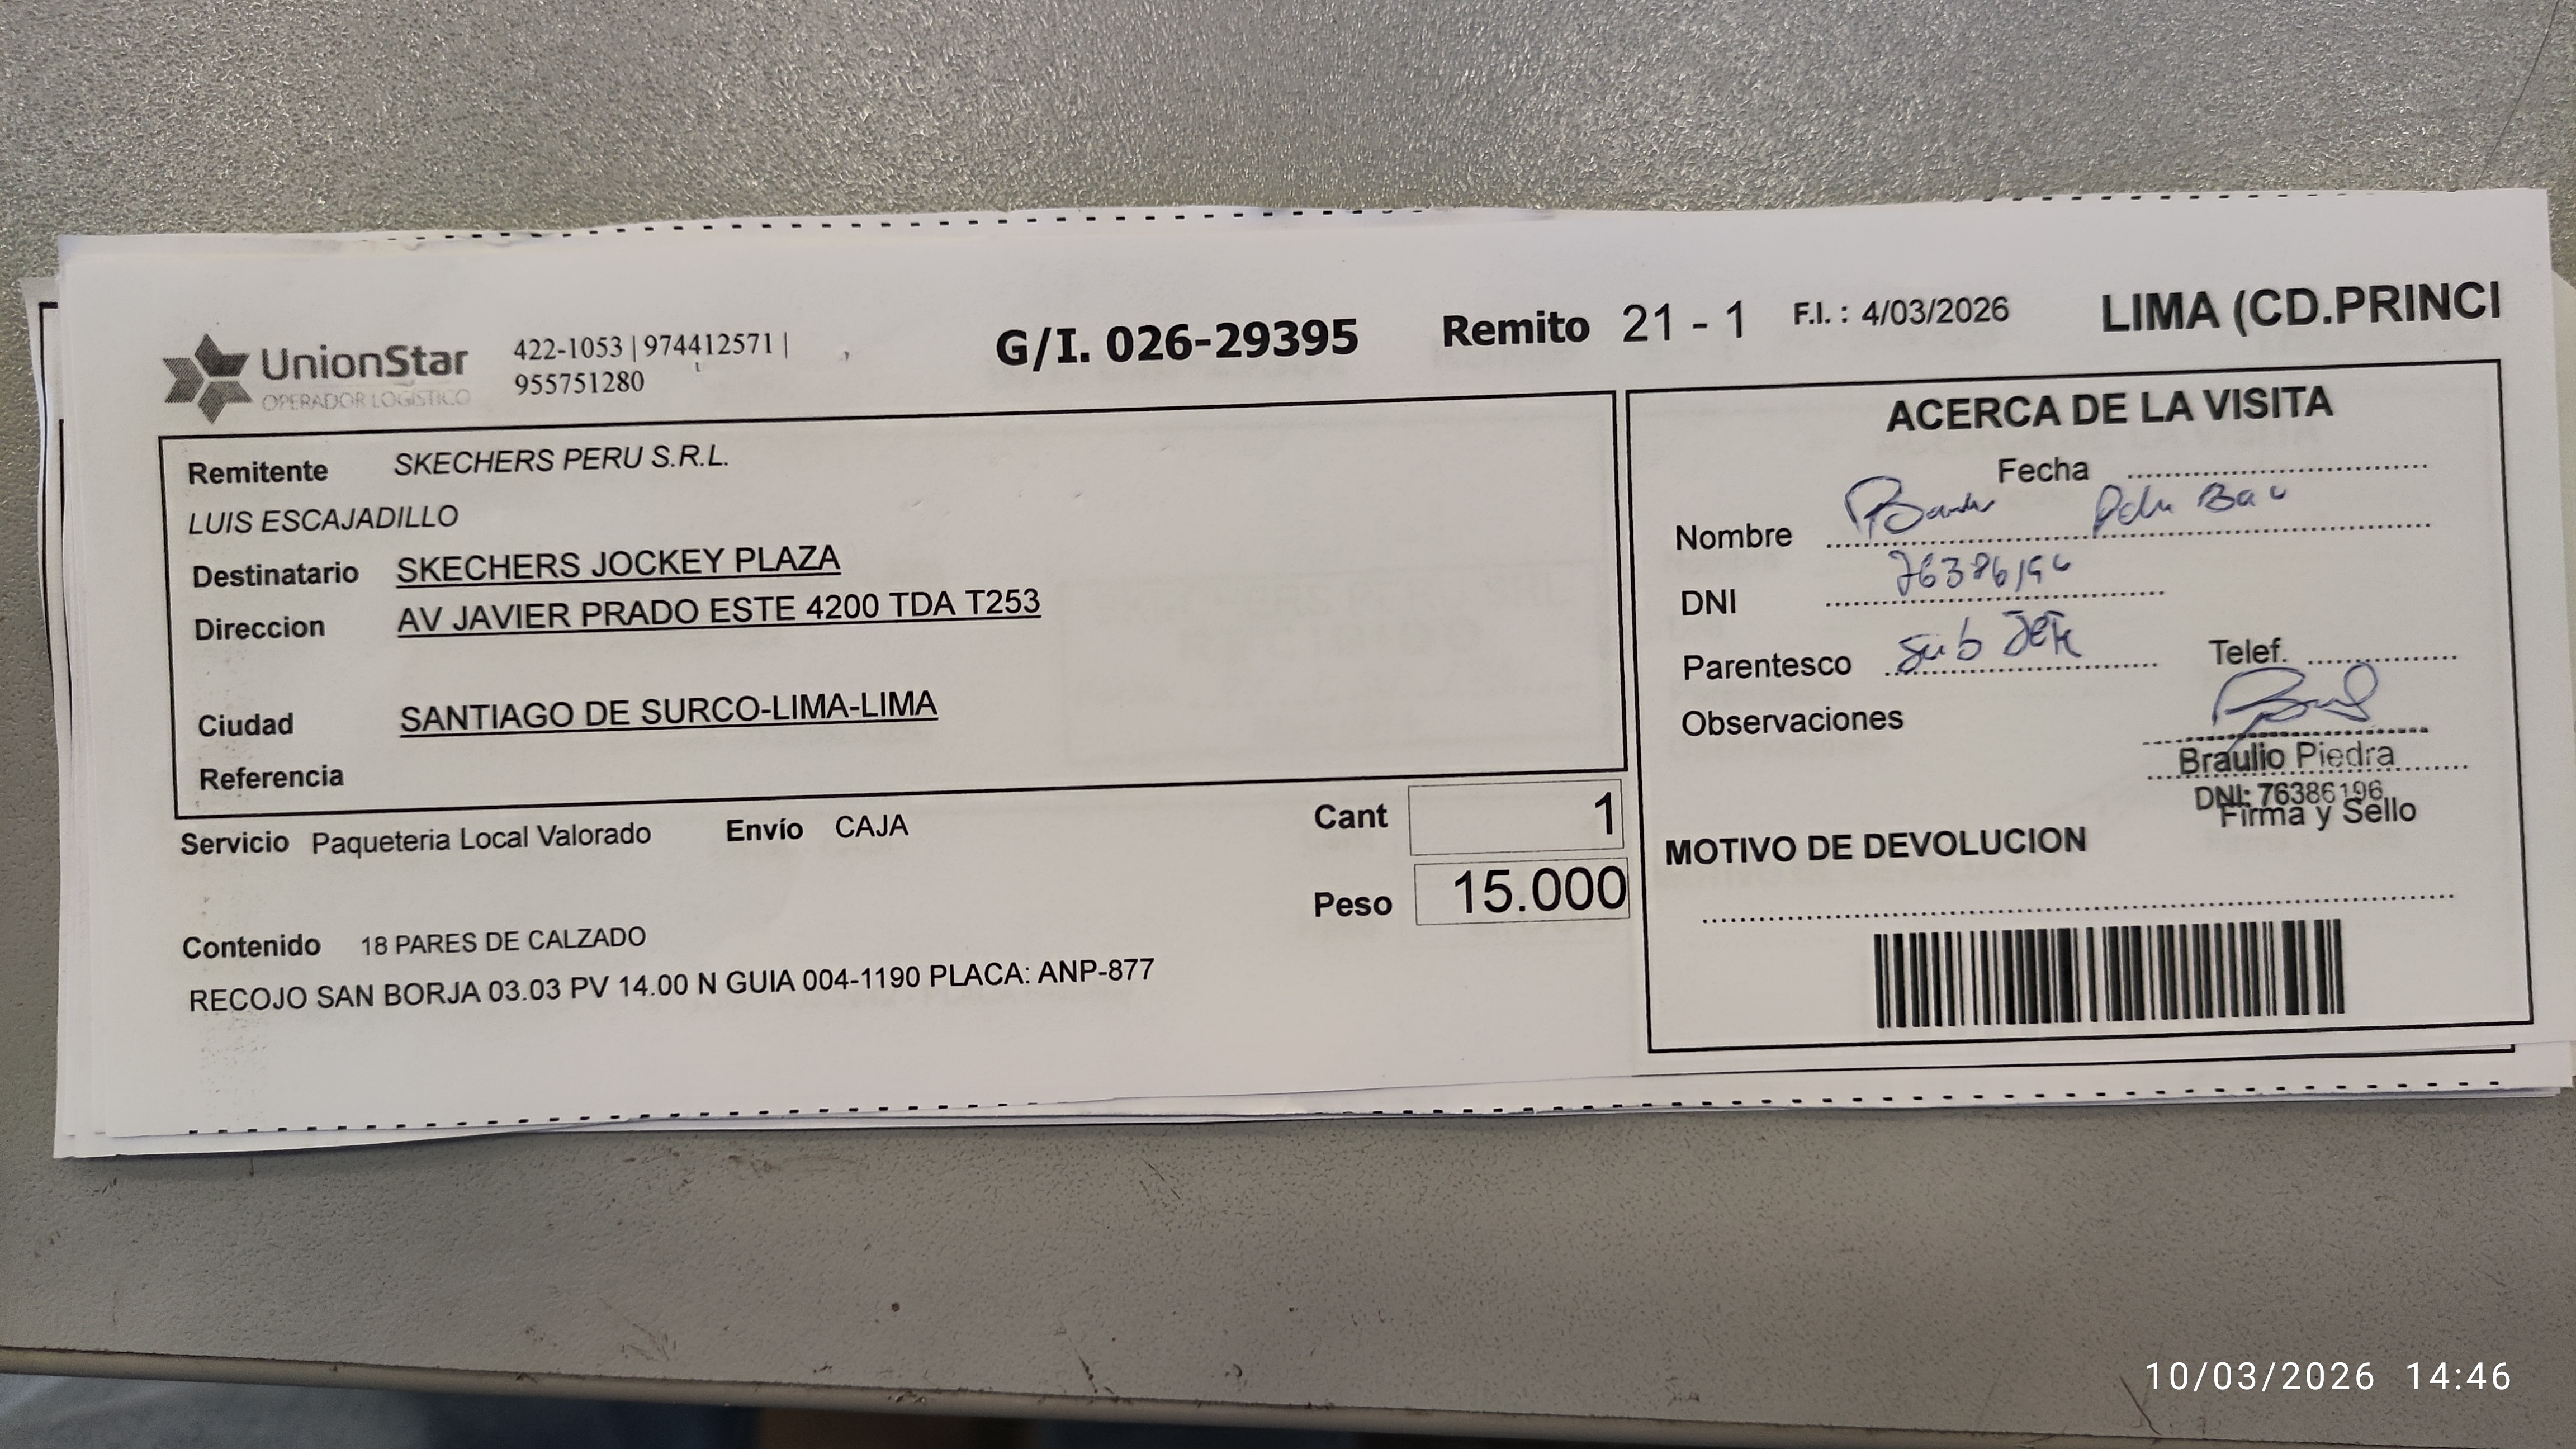 UnionStar
OPERADOR LOGÍSTICO
422-1053 | 974412571 |
955751280
G/I. 026-29395 Remito 21 - 1 F.I. : 4/03/2026 LIMA (CD.PRINCI
Remitente SKECHERS PERU S.R.L.
LUIS ESCAJADILLO
Destinatario SKECHERS JOCKEY PLAZA
Direccion AV JAVIER PRADO ESTE 4200 TDA T253
Ciudad SANTIAGO DE SURCO-LIMA-LIMA
Referencia
Servicio Paqueteria Local Valorado Envío CAJA
Cant 1
Peso 15.000
Contenido 18 PARES DE CALZADO
RECOJO SAN BORJA 03.03 PV 14.00 N GUIA 004-1190 PLACA: ANP-877
ACERCA DE LA VISITA
Fecha
Nombre
DNI 76386196
Parentesco Sub Jefe
Telef.
Observaciones
Braulio Piedra
DNI: 76386196
Firma y Sello
MOTIVO DE DEVOLUCION
10/03/2026 14:46